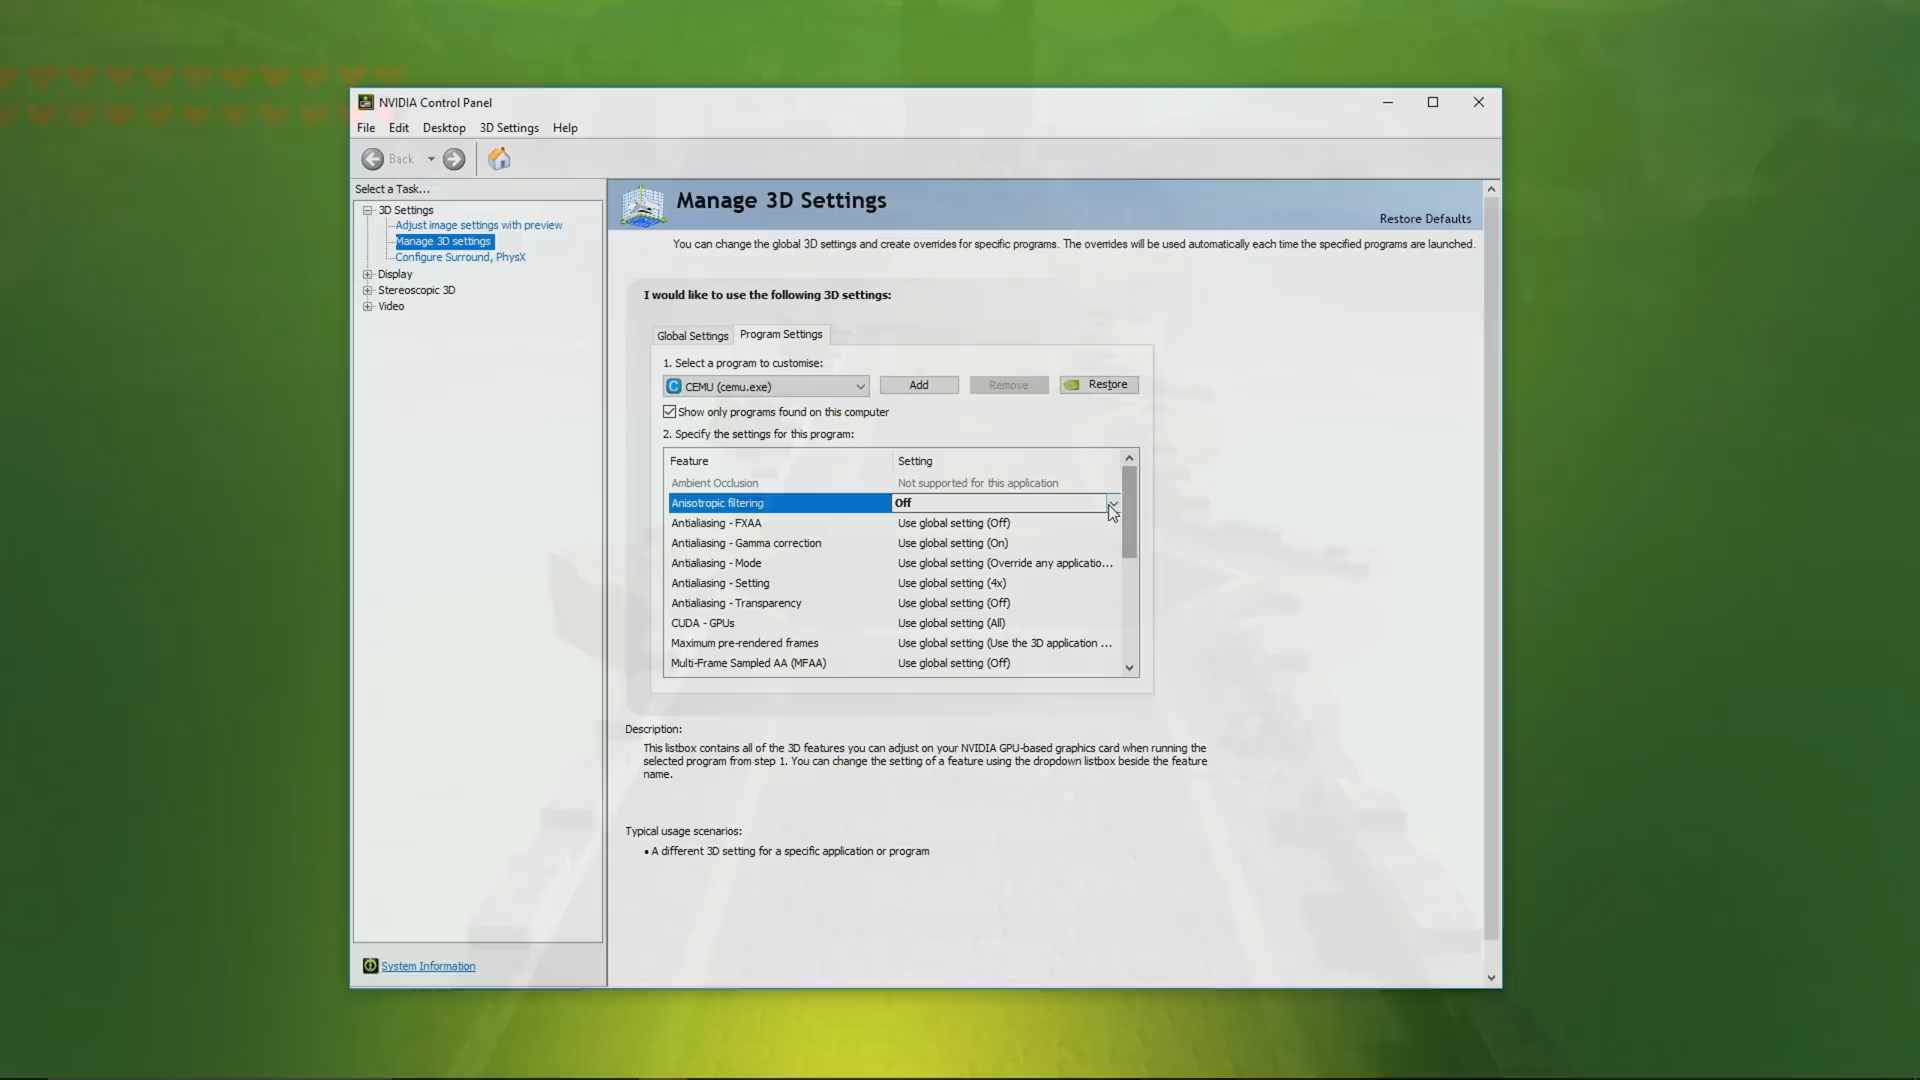 NVIDIA Control Panel
File Edit Desktop 3D Settings Help
Back
Select a Task...
3D Settings
Adjust image settings with preview
Manage 3D settings
Configure Surround, PhysX
Display
Stereoscopic 3D
Video
System Information
Manage 3D Settings
Restore Defaults
You can change the global 3D settings and create overrides for specific programs. The overrides will be used automatically each time the specified programs are launched.
I would like to use the following 3D settings:
Global Settings Program Settings
1. Select a program to customise:
CEMU (cemu.exe) Add Remove Restore
Show only programs found on this computer
2. Specify the settings for this program:
Feature Setting
Ambient Occlusion Not supported for this application
Anisotropic filtering Off
Antialiasing - FXAA Use global setting (Off)
Antialiasing - Gamma correction Use global setting (On)
Antialiasing - Mode Use global setting (Override any applicatio...
Antialiasing - Setting Use global setting (4x)
Antialiasing - Transparency Use global setting (Off)
CUDA - GPUs Use global setting (All)
Maximum pre-rendered frames Use global setting (Use the 3D application ...
Multi-Frame Sampled AA (MFAA) Use global setting (Off)
Description:
This listbox contains all of the 3D features you can adjust on your NVIDIA GPU-based graphics card when running the
selected program from step 1. You can change the setting of a feature using the dropdown listbox beside the feature
name.
Typical usage scenarios:
• A different 3D setting for a specific application or program